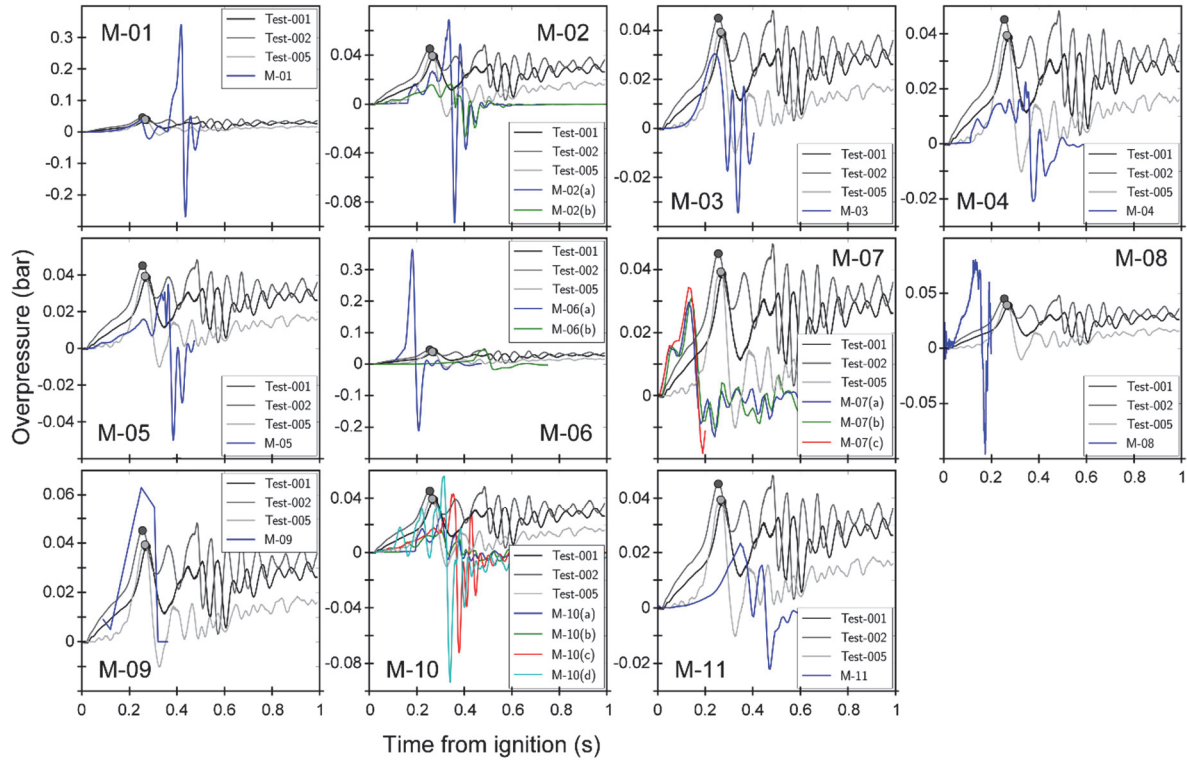 M-01
0.3
0.2
0.1
0
-0.1
-0.2
Test-001
Test-002
Test-005
M-01
M-02
0.04
0.00
-0.04
-0.08
Test-001
Test-002
Test-005
M-02(a)
M-02(b)
0.04
0.02
0
-0.02
M-03
Test-001
Test-002
Test-005
M-03
0.04
0.02
0
-0.02
M-04
Test-001
Test-002
Test-005
M-04
Overpressure (bar)
0.04
0.02
0
0.02
-0.04
M-05
Test-001
Test-002
Test-005
M-05
0.3
0.2
0.1
0
-0.1
-0.2
Test-001
Test-002
Test-005
M-06(a)
M-06(b)
M-06
M-07
0.04
0.02
0
Test-001
Test-002
Test-005
M-07(a)
M-07(b)
M-07(c)
M-08
0.05
0
-0.05
Test-001
Test-002
Test-005
M-08
0 0.2 0.4 0.6 0.8 1
0.06
0.04
0.02
0
Test-001
Test-002
Test-005
M-09
M-09
0 0.2 0.4 0.6 0.8 1
0.04
0
-0.04
-0.08
M-10
Test-001
Test-002
Test-005
M-10(a)
M-10(b)
M-10(c)
M-10(d)
0 0.2 0.4 0.6 0.8 1
0.04
0.02
0
-0.02
M-11
Test-001
Test-002
Test-005
M-11
0 0.2 0.4 0.6 0.8 1
Time from ignition (s)